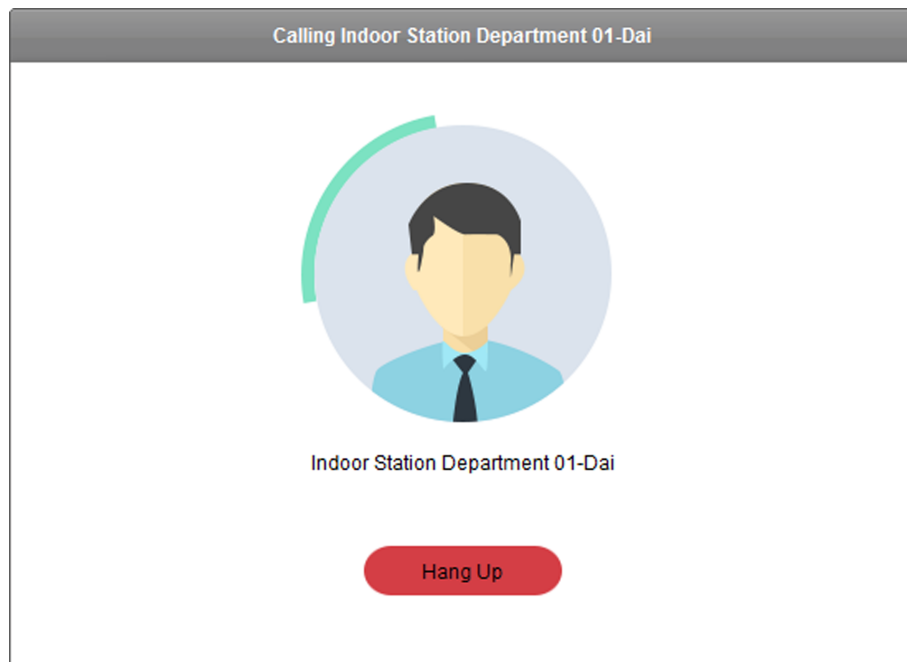 Calling Indoor Station Department 01-Dai
Indoor Station Department 01-Dai
Hang Up